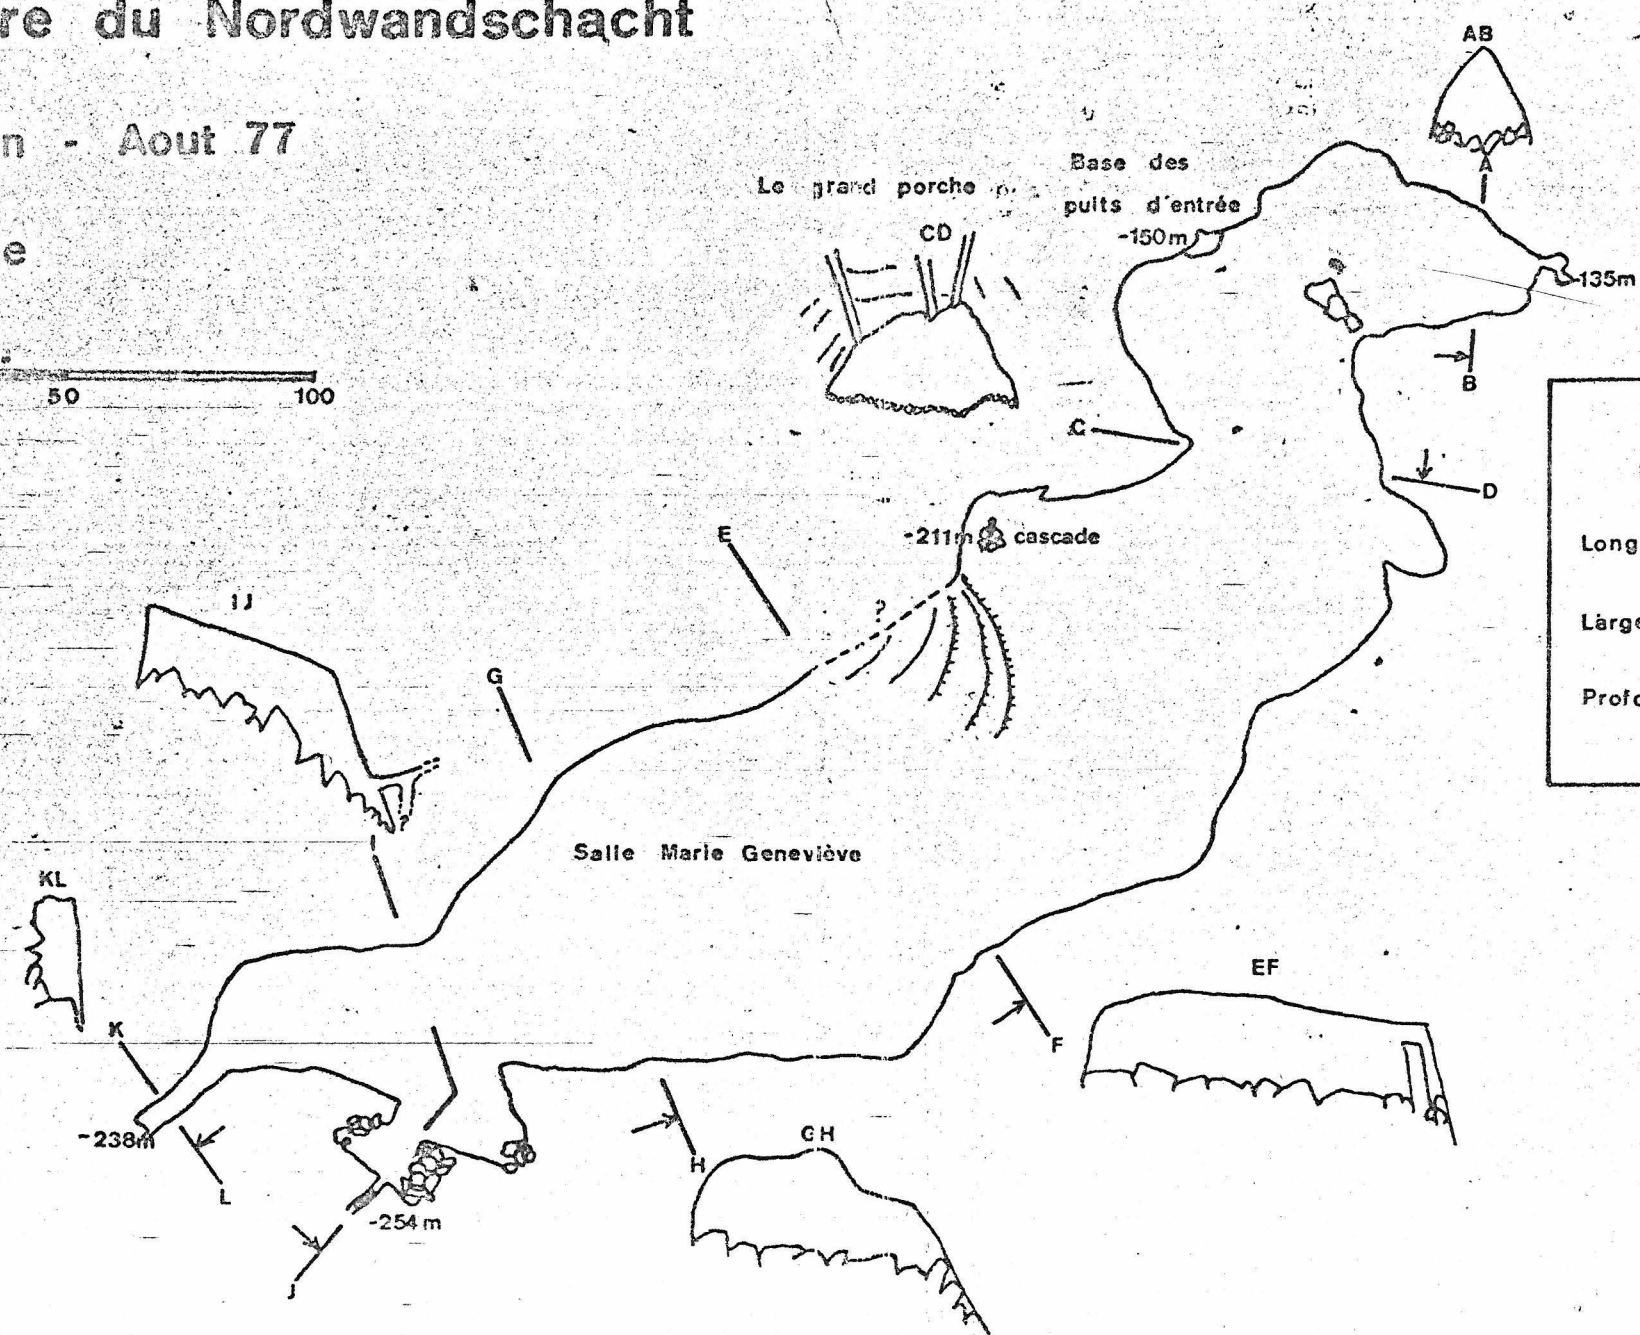 re du Nordwandschacht
n - Aout 77
e
50 100
AB
A
Base des
puits d'entrée
-150m
Le grand porche
CD
-135m
B
C
D
-211m cascade
E
?
G
IJ
?
Salle Marie Geneviève
KL
K
EF
F
-238m
L
GH
H
-254m
J
Long
Large
Profo